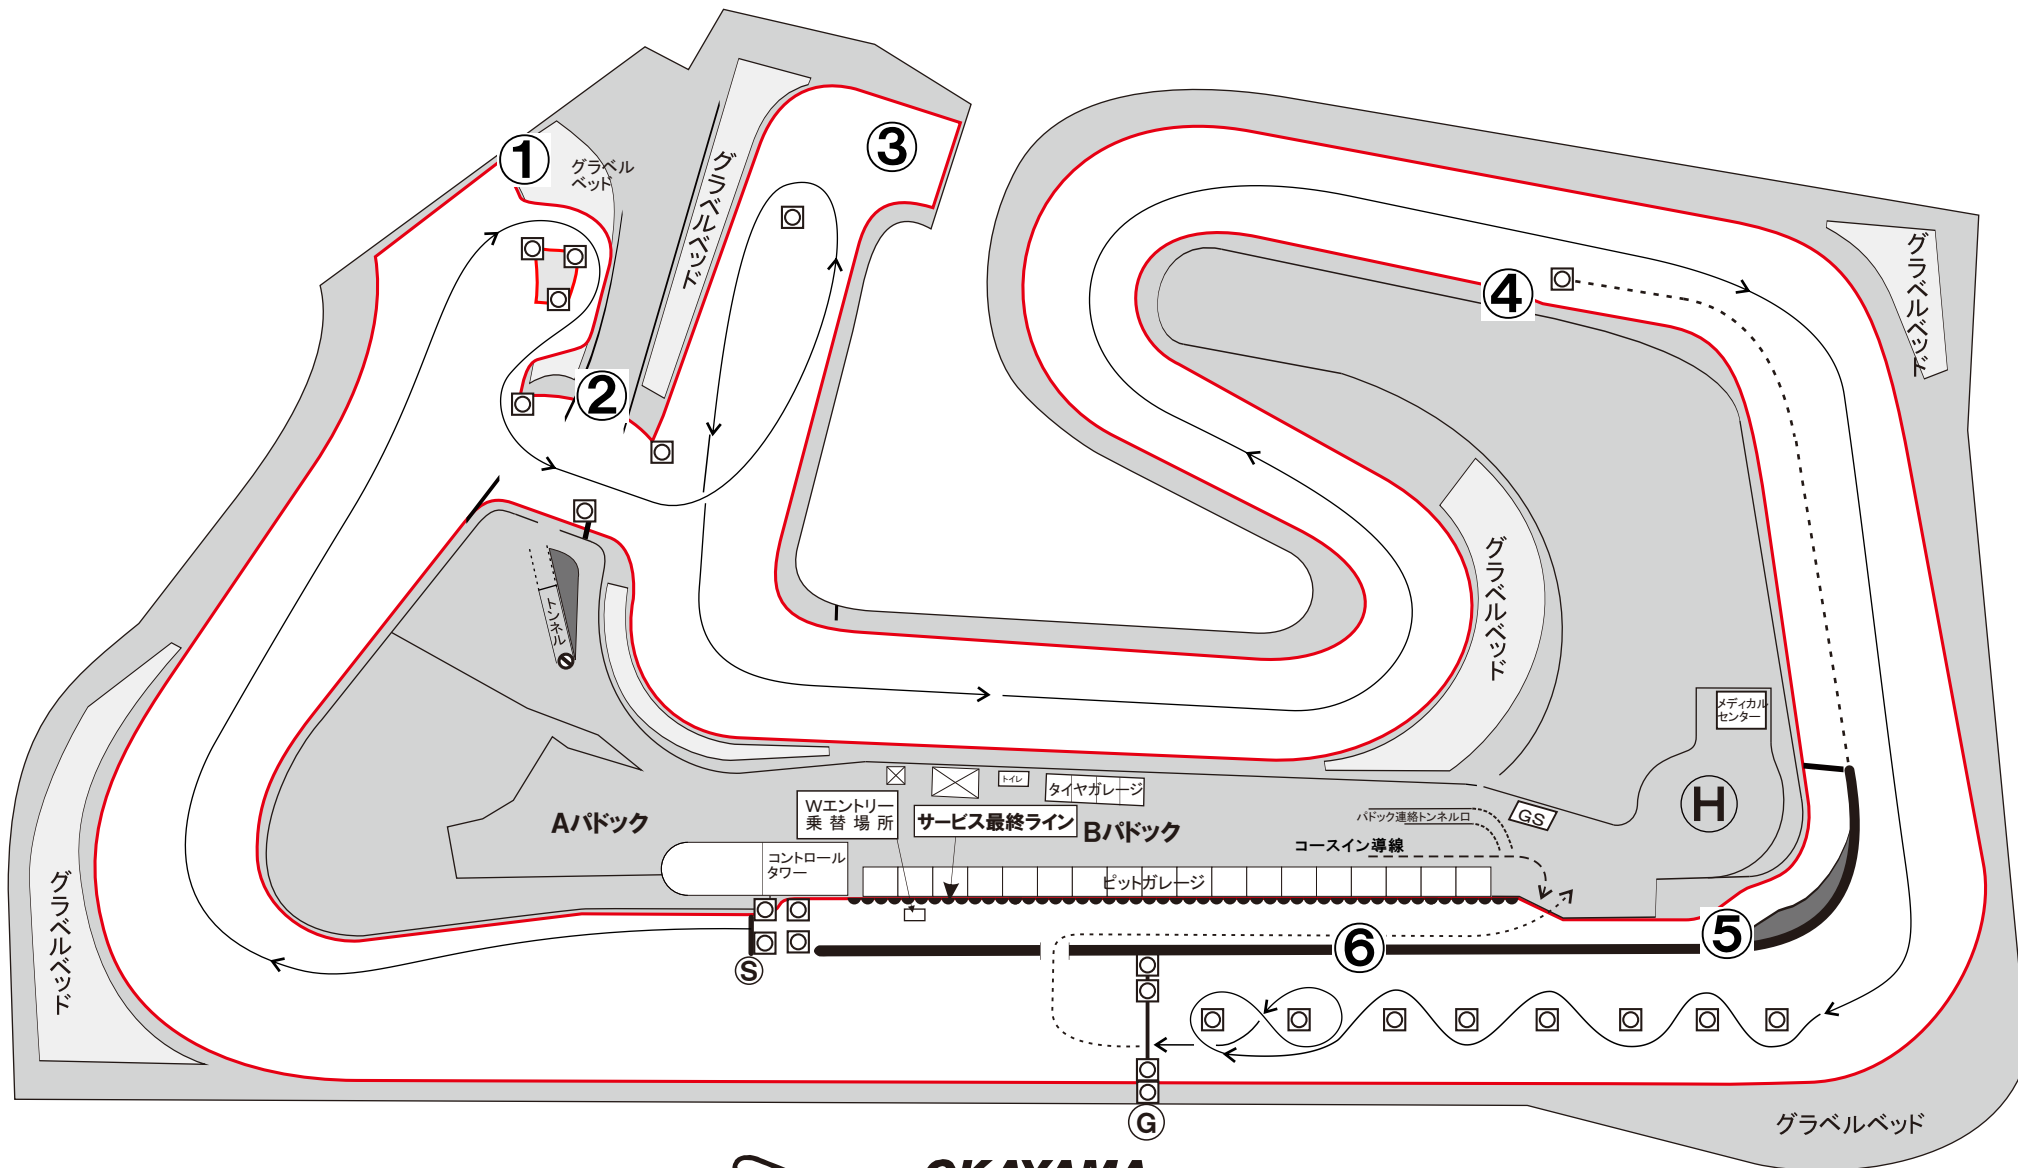 ①
グラベル
ベッド
グラベルベッド
③
②
④
グラベルベッド
グラベルベッド
トンネル
メディカル
センター
H
Wエントリー
乗替場所
サービス最終ライン
トイレ
タイヤガレージ
Aパドック
Bパドック
パドック連絡トンネル口
GS
コースイン導線
コントロール
タワー
ピットガレージ
グラベルベッド
⑤
⑥
S
G
グラベルベッド
OKAYAMA